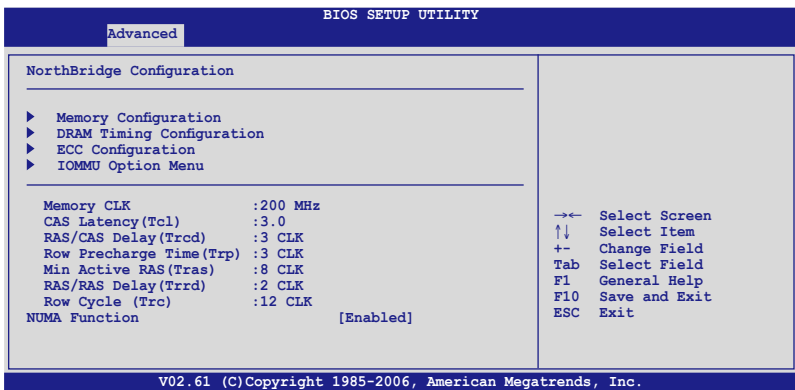 BIOS SETUP UTILITY
Advanced
NorthBridge Configuration
Memory Configuration
DRAM Timing Configuration
ECC Configuration
IOMMU Option Menu
Memory CLK :200 MHz
CAS Latency(Tcl) :3.0
RAS/CAS Delay(Trcd) :3 CLK
Row Precharge Time(Trp) :3 CLK
Min Active RAS(Tras) :8 CLK
RAS/RAS Delay(Trrd) :2 CLK
Row Cycle (Trc) :12 CLK
NUMA Function [Enabled]
→← Select Screen
↑↓ Select Item
+- Change Field
Tab Select Field
F1 General Help
F10 Save and Exit
ESC Exit
V02.61 (C)Copyright 1985-2006, American Megatrends, Inc.